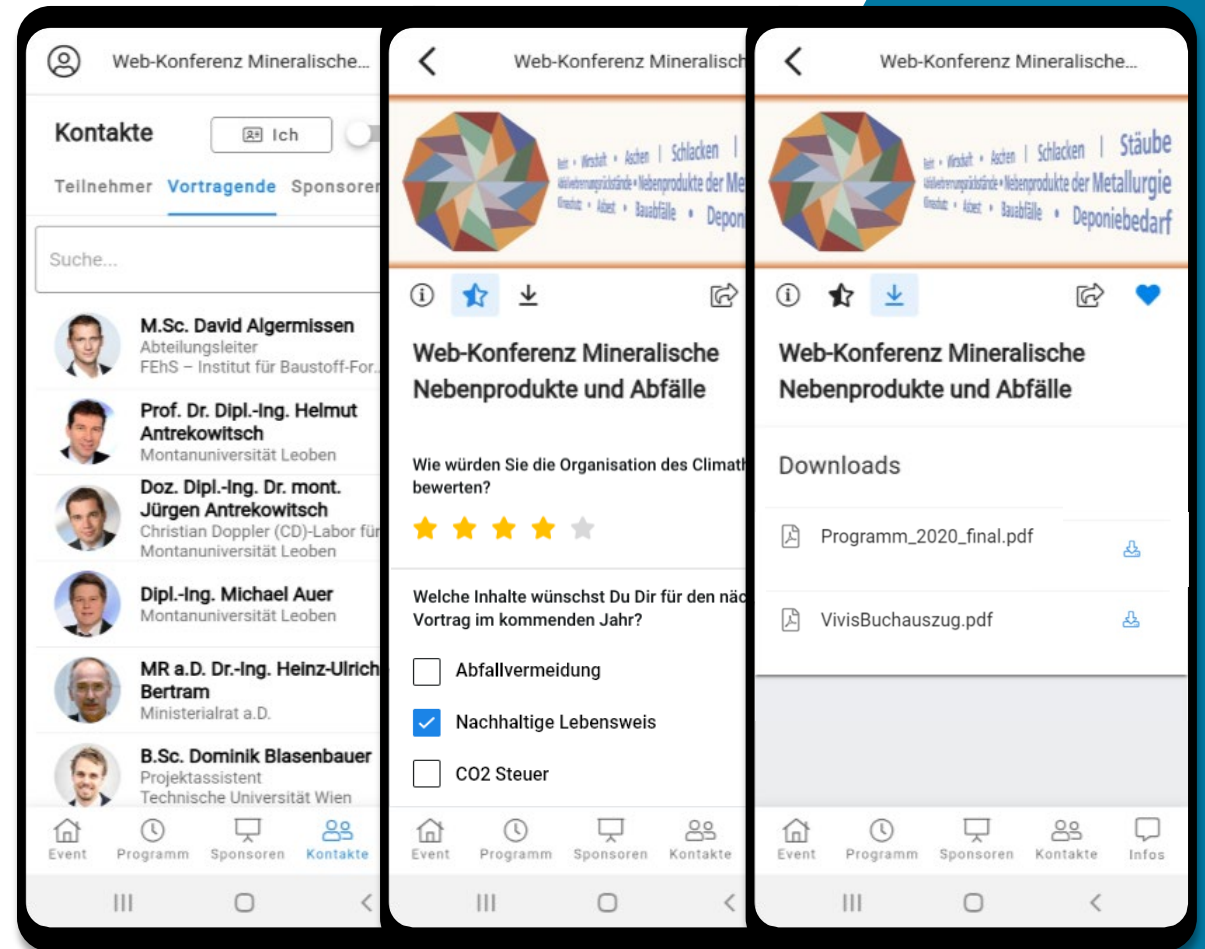 Web-Konferenz Mineralische...
Kontakte
Ich
Teilnehmer Vortragende Sponsoren
Suche...
M.Sc. David Algermissen
Abteilungsleiter
FEhS – Institut für Baustoff-For..
Prof. Dr. Dipl.-Ing. Helmut
Antrekowitsch
Montanuniversität Leoben
Doz. Dipl.-Ing. Dr. mont.
Jürgen Antrekowitsch
Christian Doppler (CD)-Labor für
Montanuniversität Leoben
Dipl.-Ing. Michael Auer
Montanuniversität Leoben
MR a.D. Dr.-Ing. Heinz-Ulrich
Bertram
Ministerialrat a.D.
B.Sc. Dominik Blasenbauer
Projektassistent
Technische Universität Wien
Event Programm Sponsoren Kontakte
Web-Konferenz Mineralisch
Wirtschaft • Aschen | Schlacken |
• Nebenprodukte der Me
• Asbest • Bauabfälle • Depon
Web-Konferenz Mineralische
Nebenprodukte und Abfälle
Wie würden Sie die Organisation des Climath
bewerten?
Welche Inhalte wünschst Du Dir für den näc
Vortrag im kommenden Jahr?
Abfallvermeidung
Nachhaltige Lebensweis
CO2 Steuer
Event Programm Sponsoren Kontakte
Web-Konferenz Mineralische...
Wirtschaft • Aschen | Schlacken | Stäube
• Nebenprodukte der Metallurgie
• Asbest • Bauabfälle • Deponiebedarf
Web-Konferenz Mineralische
Nebenprodukte und Abfälle
Downloads
Programm_2020_final.pdf
VivisBuchauszug.pdf
Event Programm Sponsoren Kontakte Infos